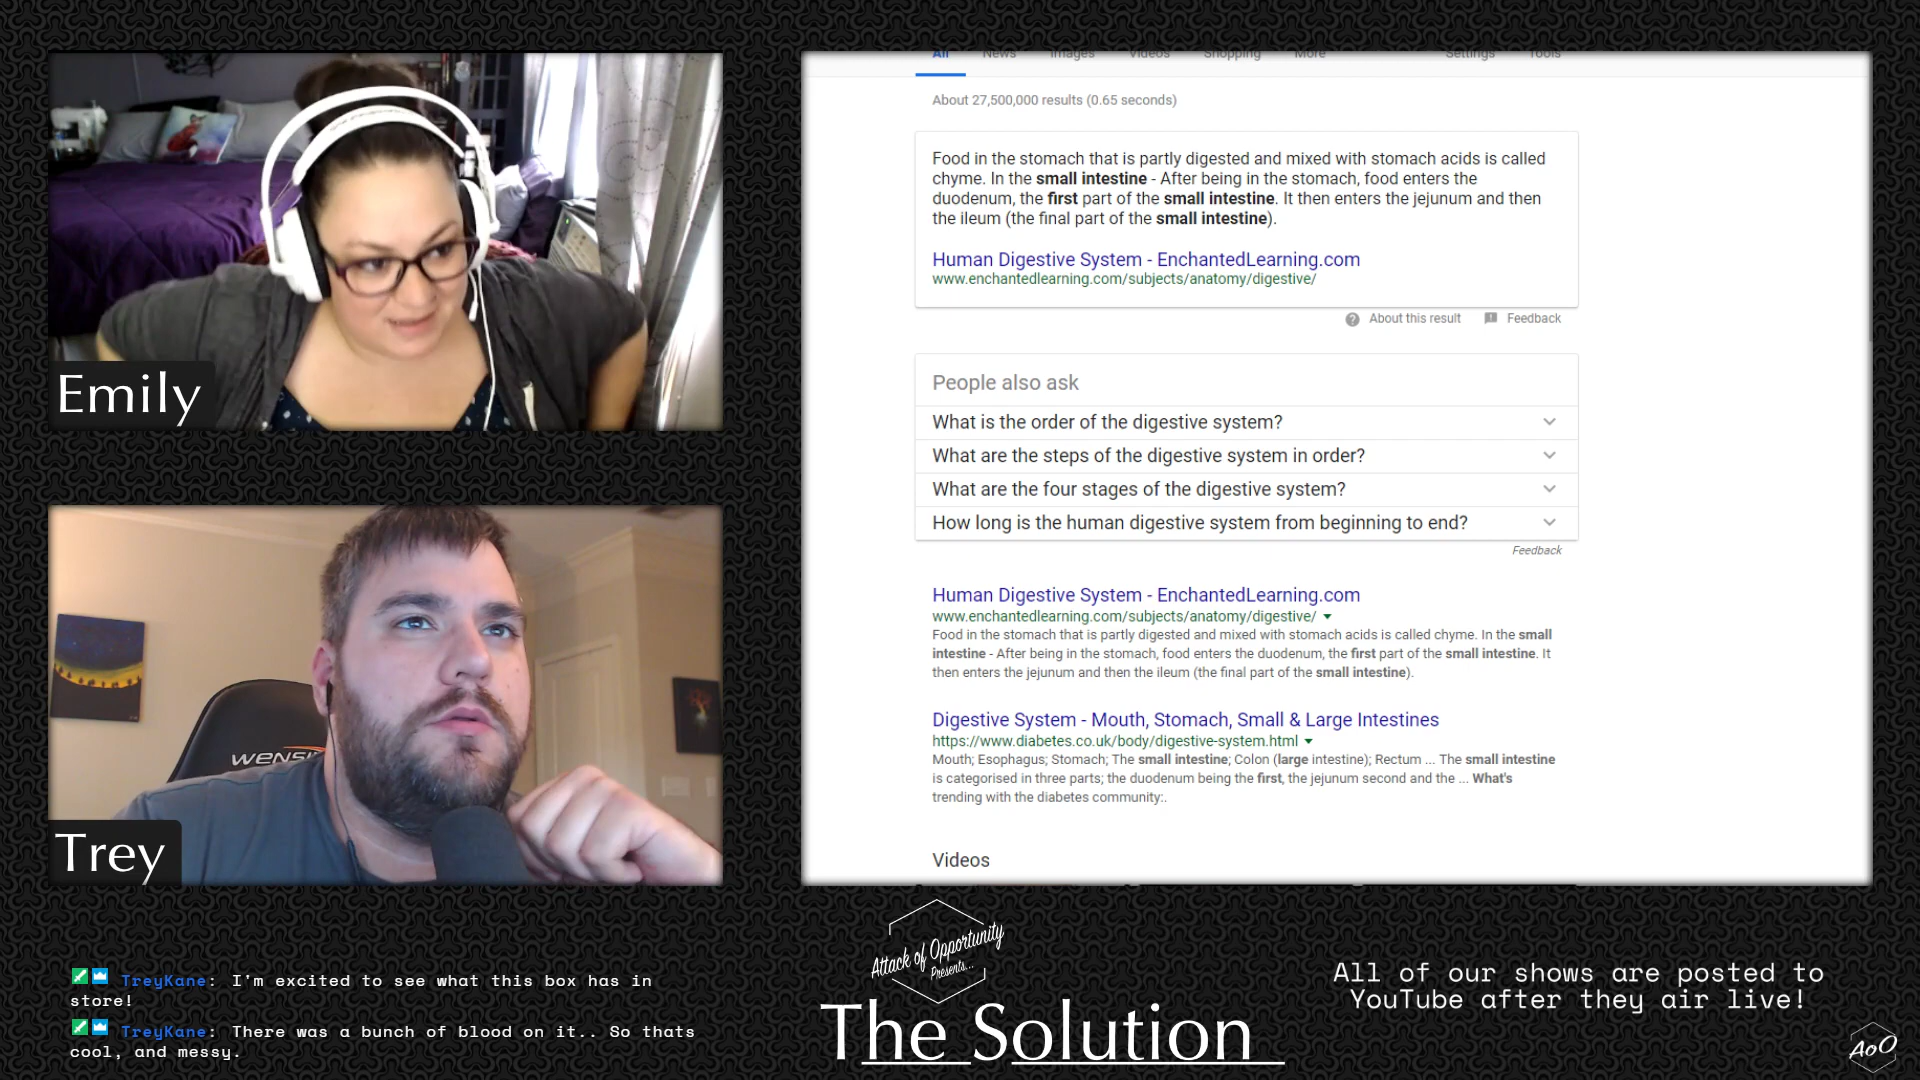 Emily
Trey
WENSI
All News Images Videos Shopping More Settings Tools
About 27,500,000 results (0.65 seconds)
Food in the stomach that is partly digested and mixed with stomach acids is called
chyme. In the small intestine - After being in the stomach, food enters the
duodenum, the first part of the small intestine. It then enters the jejunum and then
the ileum (the final part of the small intestine).
Human Digestive System - EnchantedLearning.com
www.enchantedlearning.com/subjects/anatomy/digestive/
About this result Feedback
People also ask
What is the order of the digestive system?
What are the steps of the digestive system in order?
What are the four stages of the digestive system?
How long is the human digestive system from beginning to end?
Feedback
Human Digestive System - EnchantedLearning.com
www.enchantedlearning.com/subjects/anatomy/digestive/
Food in the stomach that is partly digested and mixed with stomach acids is called chyme. In the small
intestine - After being in the stomach, food enters the duodenum, the first part of the small intestine. It
then enters the jejunum and then the ileum (the final part of the small intestine).
Digestive System - Mouth, Stomach, Small & Large Intestines
https://www.diabetes.co.uk/body/digestive-system.html
Mouth; Esophagus; Stomach; The small intestine; Colon (large intestine); Rectum ... The small intestine
is categorised in three parts; the duodenum being the first, the jejunum second and the ... What's
trending with the diabetes community:.
Videos
TreyKane: I'm excited to see what this box has in
store!
TreyKane: There was a bunch of blood on it.. So thats
cool, and messy.
Attack of Opportunity
Presents...
The Solution
All of our shows are posted to
YouTube after they air live!
AoO